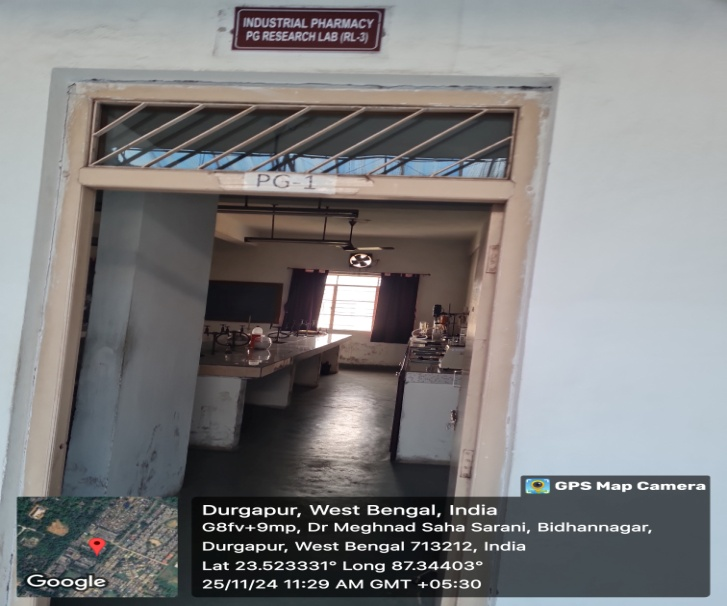 INDUSTRIAL PHARMACY
PG RESEARCH LAB (RL-3)
PG-1
GPS Map Camera
Durgapur, West Bengal, India
G8fv+9mp, Dr Meghnad Saha Sarani, Bidhannagar,
Durgapur, West Bengal 713212, India
Lat 23.523331° Long 87.34403°
25/11/24 11:29 AM GMT +05:30
Google